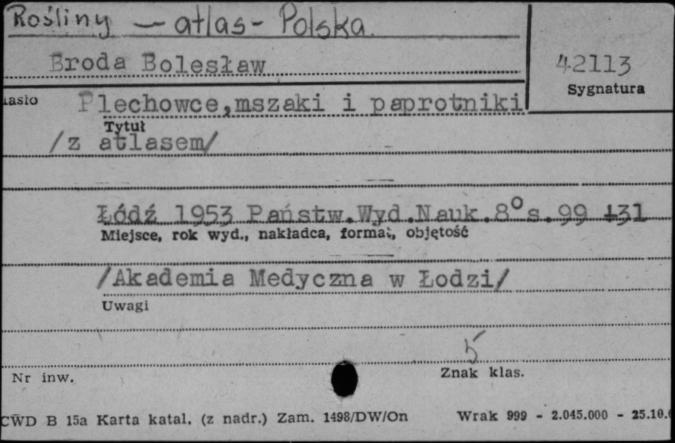 Rośliny — atlas - Polska.
Broda Bolesław
42113
Sygnatura
Plechowce, mszaki i paprotniki
Tytuł
/z atlasem/
Łódź 1953 Państw.Wyd.Nauk.8° s.99 +31
Miejsce, rok wyd., nakładca, format, objętość
/Akademia Medyczna w Łodzi/
Uwagi
5
Nr inw.
Znak klas.
CWD B 15a Karta katal. (z nadr.) Zam. 1498/DW/On
Wrak 999 - 2.045.000 - 25.10.